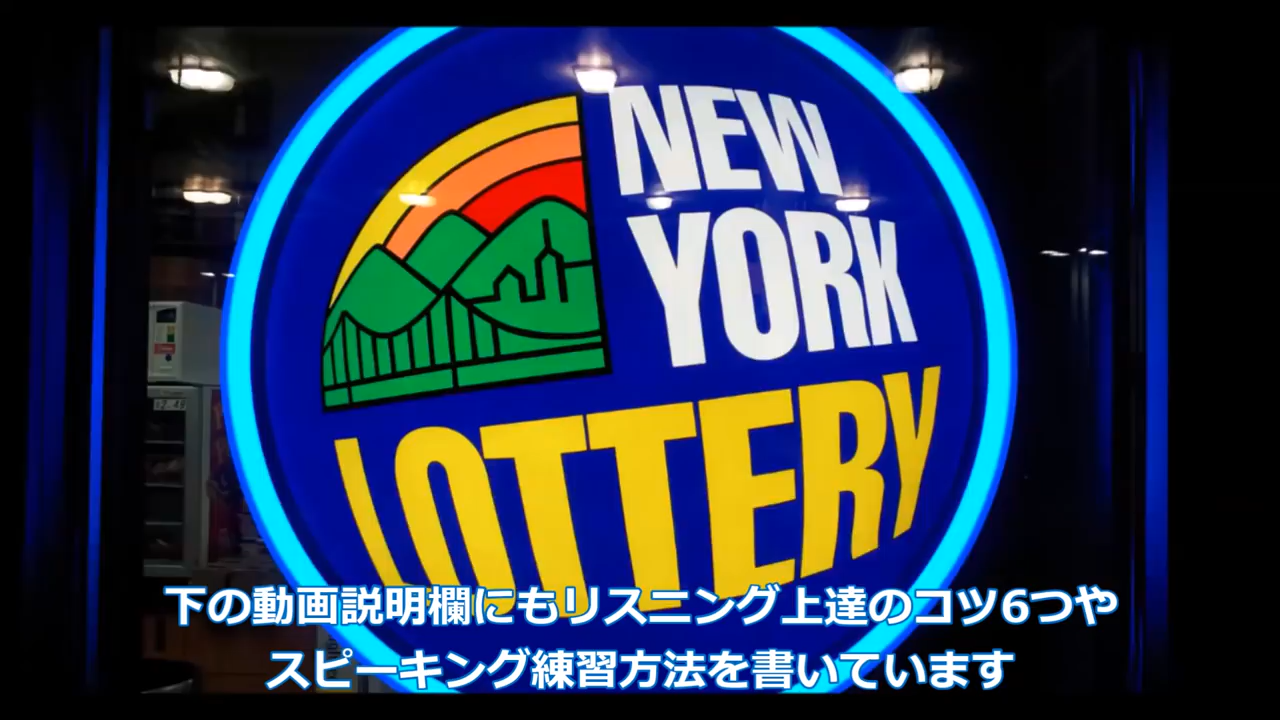 NEW
YORK
LOTTERY
下の動画説明欄にもリスニング上達のコツ6つや
スピーキング練習方法を書いています